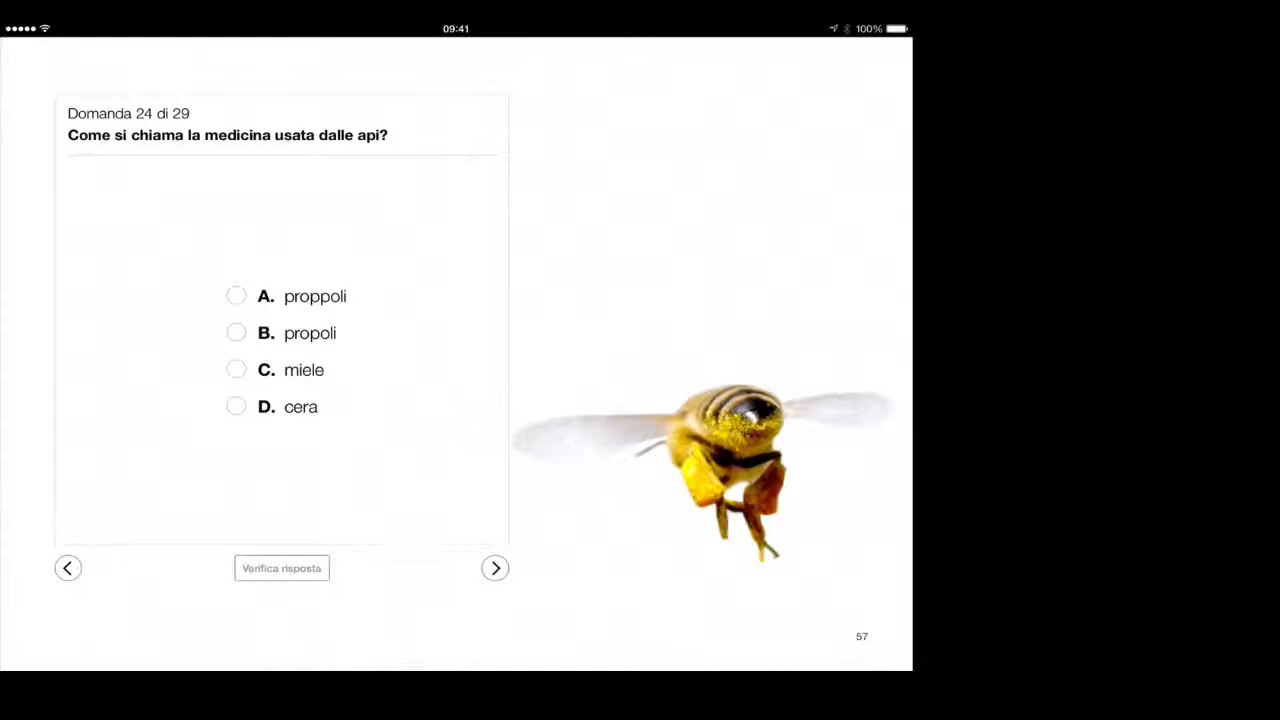 09:41
100%
Domanda 24 di 29
Come si chiama la medicina usata dalle api?
A. proppoli
B. propoli
C. miele
D. cera
Verifica risposta
57